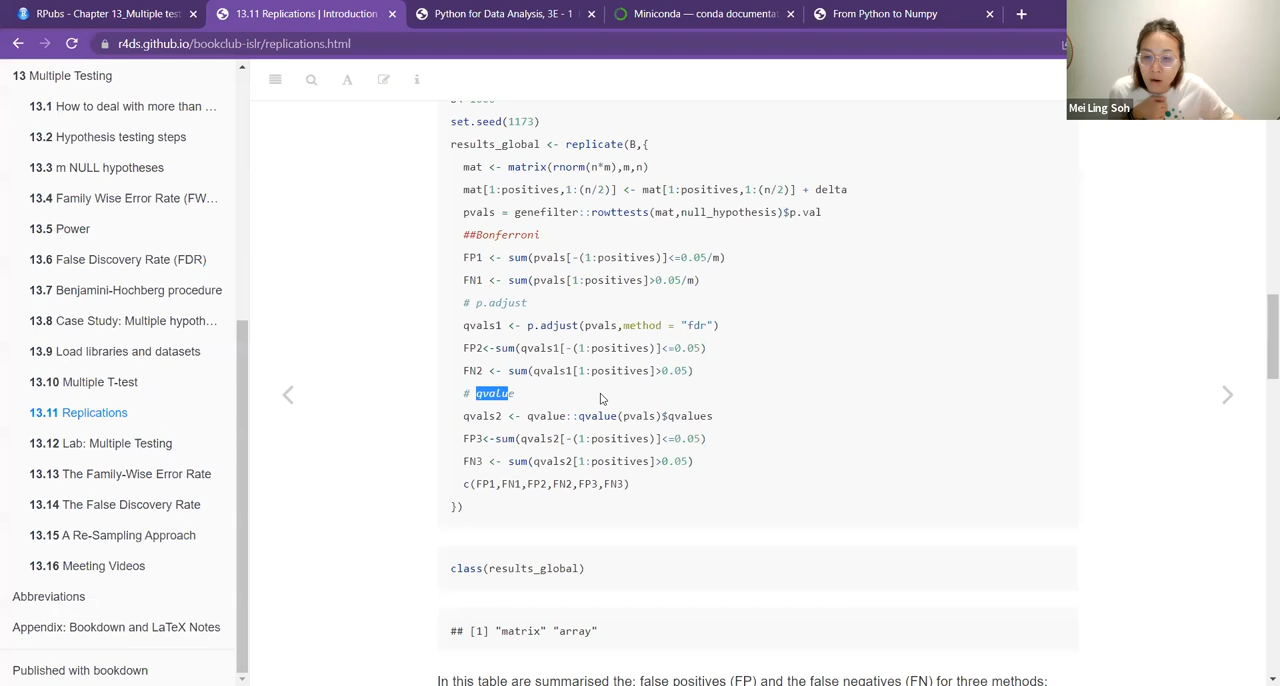 RPubs - Chapter 13_Multiple test
13.11 Replications | Introduction
Python for Data Analysis, 3E - 1
Miniconda — conda documentat
From Python to Numpy
r4ds.github.io/bookclub-islr/replications.html
Mei Ling Soh
13 Multiple Testing
13.1 How to deal with more than …
13.2 Hypothesis testing steps
13.3 m NULL hypotheses
13.4 Family Wise Error Rate (FW…
13.5 Power
13.6 False Discovery Rate (FDR)
13.7 Benjamini-Hochberg procedure
13.8 Case Study: Multiple hypoth…
13.9 Load libraries and datasets
13.10 Multiple T-test
13.11 Replications
13.12 Lab: Multiple Testing
13.13 The Family-Wise Error Rate
13.14 The False Discovery Rate
13.15 A Re-Sampling Approach
13.16 Meeting Videos
Abbreviations
Appendix: Bookdown and LaTeX Notes
Published with bookdown
set.seed(1173)
results_global <- replicate(B,{
mat <- matrix(rnorm(n*m),m,n)
mat[1:positives,1:(n/2)] <- mat[1:positives,1:(n/2)] + delta
pvals = genefilter::rowttests(mat,null_hypothesis)$p.val
##Bonferroni
FP1 <- sum(pvals[-(1:positives)]<=0.05/m)
FN1 <- sum(pvals[1:positives]>0.05/m)
# p.adjust
qvals1 <- p.adjust(pvals,method = "fdr")
FP2<-sum(qvals1[-(1:positives)]<=0.05)
FN2 <- sum(qvals1[1:positives]>0.05)
# qvalue
qvals2 <- qvalue::qvalue(pvals)$qvalues
FP3<-sum(qvals2[-(1:positives)]<=0.05)
FN3 <- sum(qvals2[1:positives]>0.05)
c(FP1,FN1,FP2,FN2,FP3,FN3)
})
class(results_global)
## [1] "matrix" "array"
In this table are summarised the: false positives (FP) and the false negatives (FN) for three methods: